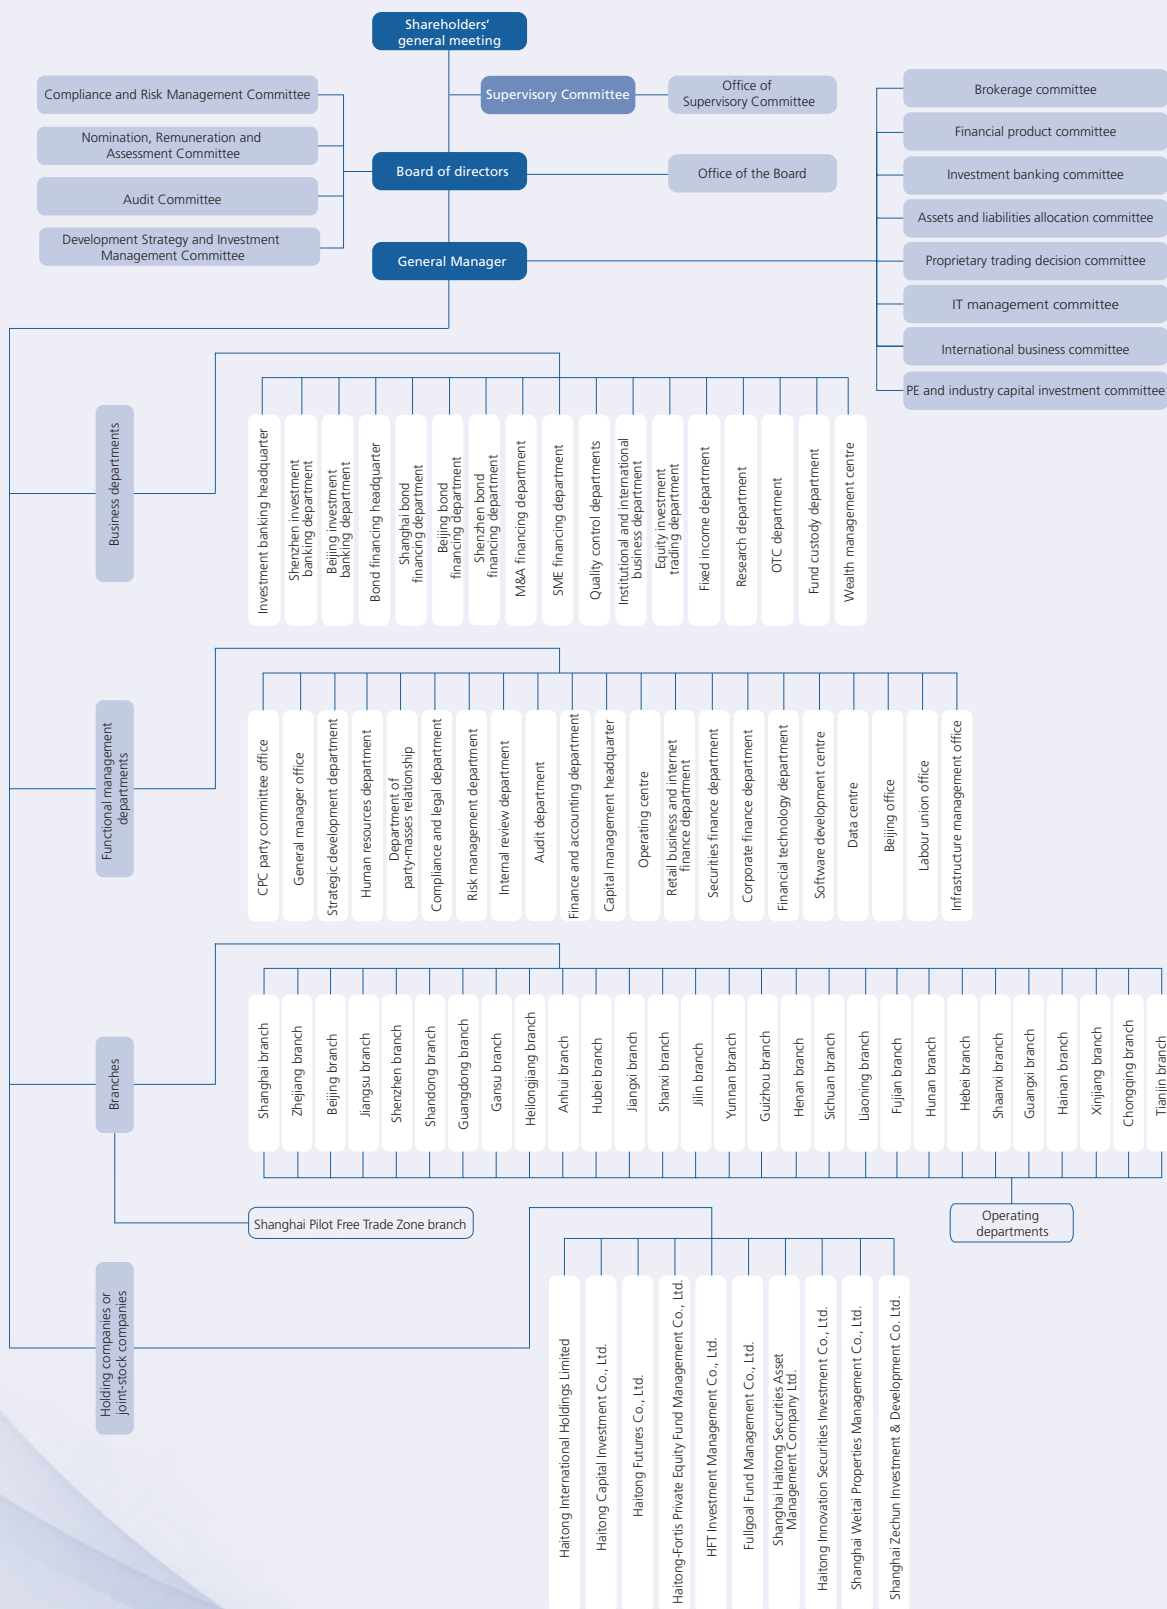 Shareholders’
general meeting
Supervisory Committee
Office of
Supervisory Committee
Compliance and Risk Management Committee
Nomination, Remuneration and
Assessment Committee
Audit Committee
Development Strategy and Investment
Management Committee
Board of directors
Office of the Board
General Manager
Brokerage committee
Financial product committee
Investment banking committee
Assets and liabilities allocation committee
Proprietary trading decision committee
IT management committee
International business committee
PE and industry capital investment committee
Business departments
Investment banking headquarter
Shenzhen investment
banking department
Beijing investment
banking department
Bond financing headquarter
Shanghai bond
financing department
Beijing bond
financing department
Shenzhen bond
financing department
M&A financing department
SME financing department
Quality control departments
Institutional and international
business department
Equity investment
trading department
Fixed income department
Research department
OTC department
Fund custody department
Wealth management centre
Functional management
departments
CPC party committee office
General manager office
Strategic development department
Human resources department
Department of
party-masses relationship
Compliance and legal department
Risk management department
Internal review department
Audit department
Finance and accounting department
Capital management headquarter
Operating centre
Retail business and internet
finance department
Securities finance department
Corporate finance department
Financial technology department
Software development centre
Data centre
Beijing office
Labour union office
Infrastructure management office
Branches
Shanghai branch
Zhejiang branch
Beijing branch
Jiangsu branch
Shenzhen branch
Shandong branch
Guangdong branch
Gansu branch
Heilongjiang branch
Anhui branch
Hubei branch
Jiangxi branch
Shanxi branch
Jilin branch
Yunnan branch
Guizhou branch
Henan branch
Sichuan branch
Liaoning branch
Fujian branch
Hunan branch
Hebei branch
Shaanxi branch
Guangxi branch
Hainan branch
Xinjiang branch
Chongqing branch
Tianjin branch
Shanghai Pilot Free Trade Zone branch
Operating
departments
Holding companies or
joint-stock companies
Haitong International Holdings Limited
Haitong Capital Investment Co., Ltd.
Haitong Futures Co., Ltd.
Haitong-Fortis Private Equity Fund Management Co., Ltd.
HFT Investment Management Co., Ltd.
Fullgoal Fund Management Co., Ltd.
Shanghai Haitong Securities Asset
Management Company Ltd.
Haitong Innovation Securities Investment Co., Ltd.
Shanghai Weitai Properties Management Co., Ltd.
Shanghai Zechun Investment & Development Co. Ltd.